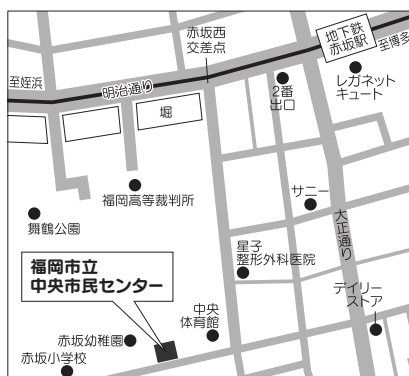 赤坂西
交差点
地下鉄
赤坂駅
至博多
至姪浜
明治通り
堀
2番
出口
レガネット
キュート
福岡高等裁判所
舞鶴公園
サニー
大正通り
星子
整形外科医院
福岡市立
中央市民センター
デイリー
ストア
中央
体育館
赤坂幼稚園
赤坂小学校